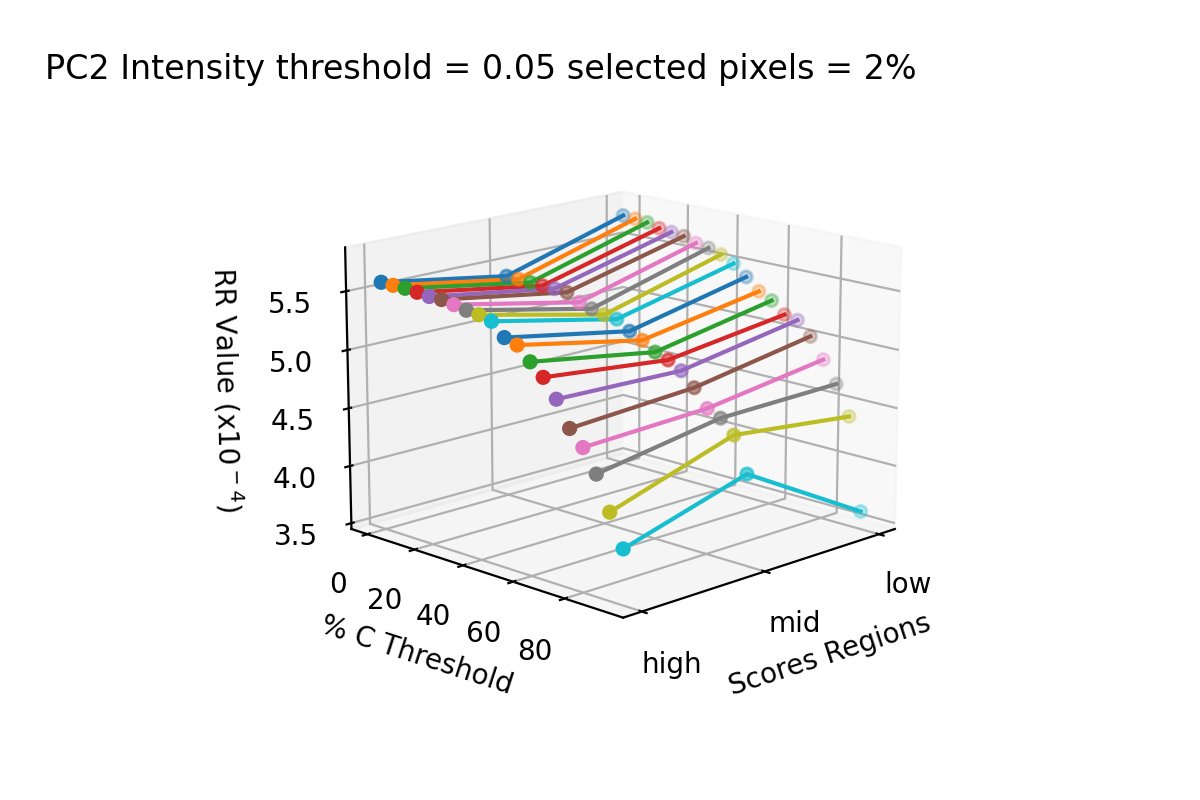 PC2 Intensity threshold = 0.05 selected pixels = 2%
RR Value (x10⁻⁴)
5.5
5.0
4.5
4.0
3.5
0
20
40
60
80
% C Threshold
high
mid
low
Scores Regions